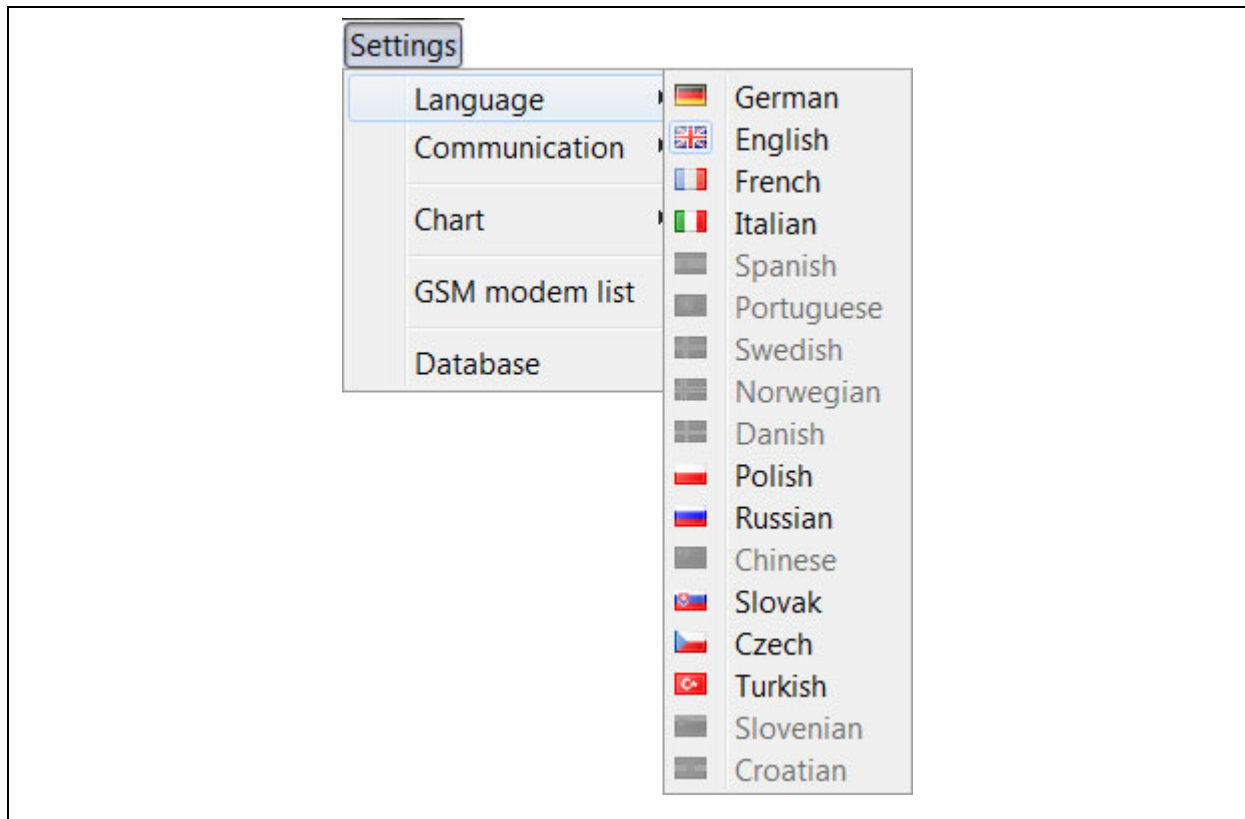 Settings
Language
Communication
Chart
GSM modem list
Database
German
English
French
Italian
Spanish
Portuguese
Swedish
Norwegian
Danish
Polish
Russian
Chinese
Slovak
Czech
Turkish
Slovenian
Croatian